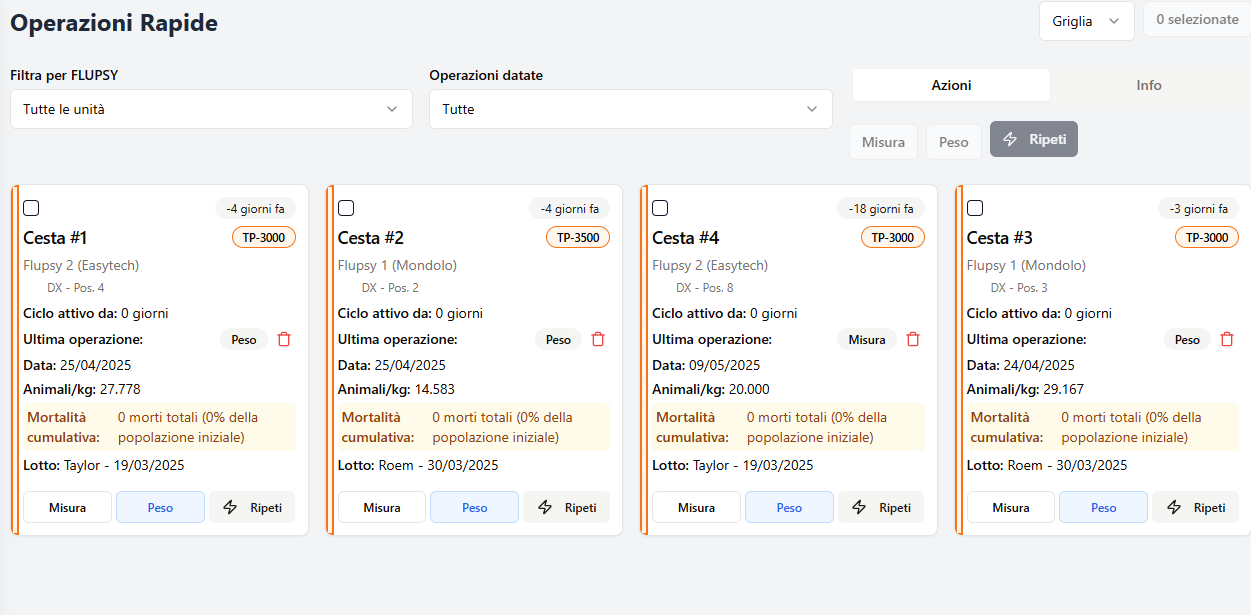 Operazioni Rapide
Griglia
0 selezionate
Filtra per FLUPSY
Tutte le unità
Operazioni datate
Tutte
Azioni
Info
Misura
Peso
Ripeti
-4 giorni fa
Cesta #1
TP-3000
Flupsy 2 (Easytech)
DX - Pos. 4
Ciclo attivo da: 0 giorni
Ultima operazione: Peso
Data: 25/04/2025
Animali/kg: 27.778
Mortalità cumulativa:
0 morti totali (0% della popolazione iniziale)
Lotto: Taylor - 19/03/2025
Misura
Peso
Ripeti
-4 giorni fa
Cesta #2
TP-3500
Flupsy 1 (Mondolo)
DX - Pos. 2
Ciclo attivo da: 0 giorni
Ultima operazione: Peso
Data: 25/04/2025
Animali/kg: 14.583
Mortalità cumulativa:
0 morti totali (0% della popolazione iniziale)
Lotto: Roem - 30/03/2025
Misura
Peso
Ripeti
-18 giorni fa
Cesta #4
TP-3000
Flupsy 2 (Easytech)
DX - Pos. 8
Ciclo attivo da: 0 giorni
Ultima operazione: Misura
Data: 09/05/2025
Animali/kg: 20.000
Mortalità cumulativa:
0 morti totali (0% della popolazione iniziale)
Lotto: Taylor - 19/03/2025
Misura
Peso
Ripeti
-3 giorni fa
Cesta #3
TP-3000
Flupsy 1 (Mondolo)
DX - Pos. 3
Ciclo attivo da: 0 giorni
Ultima operazione: Peso
Data: 24/04/2025
Animali/kg: 29.167
Mortalità cumulativa:
0 morti totali (0% della popolazione iniziale)
Lotto: Roem - 30/03/2025
Misura
Peso
Ripeti